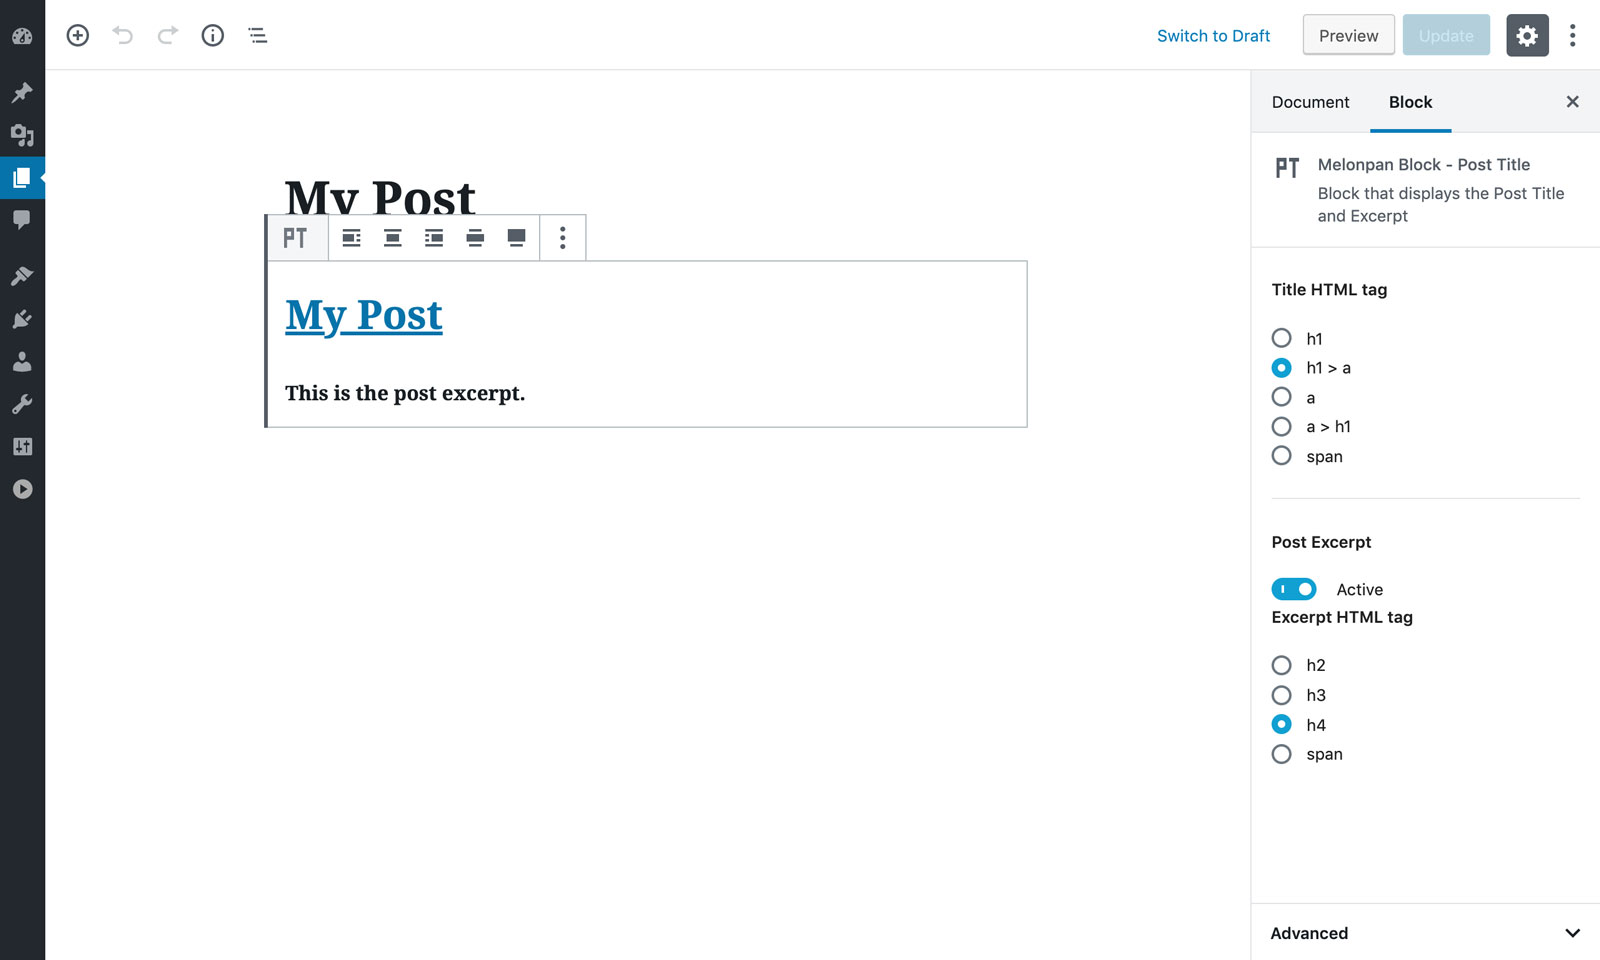 Switch to Draft
Preview
Update
My Post
PT
My Post
This is the post excerpt.
Document
Block
PT
Melonpan Block - Post Title
Block that displays the Post Title
and Excerpt
Title HTML tag
h1
h1 > a
a
a > h1
span
Post Excerpt
Active
Excerpt HTML tag
h2
h3
h4
span
Advanced